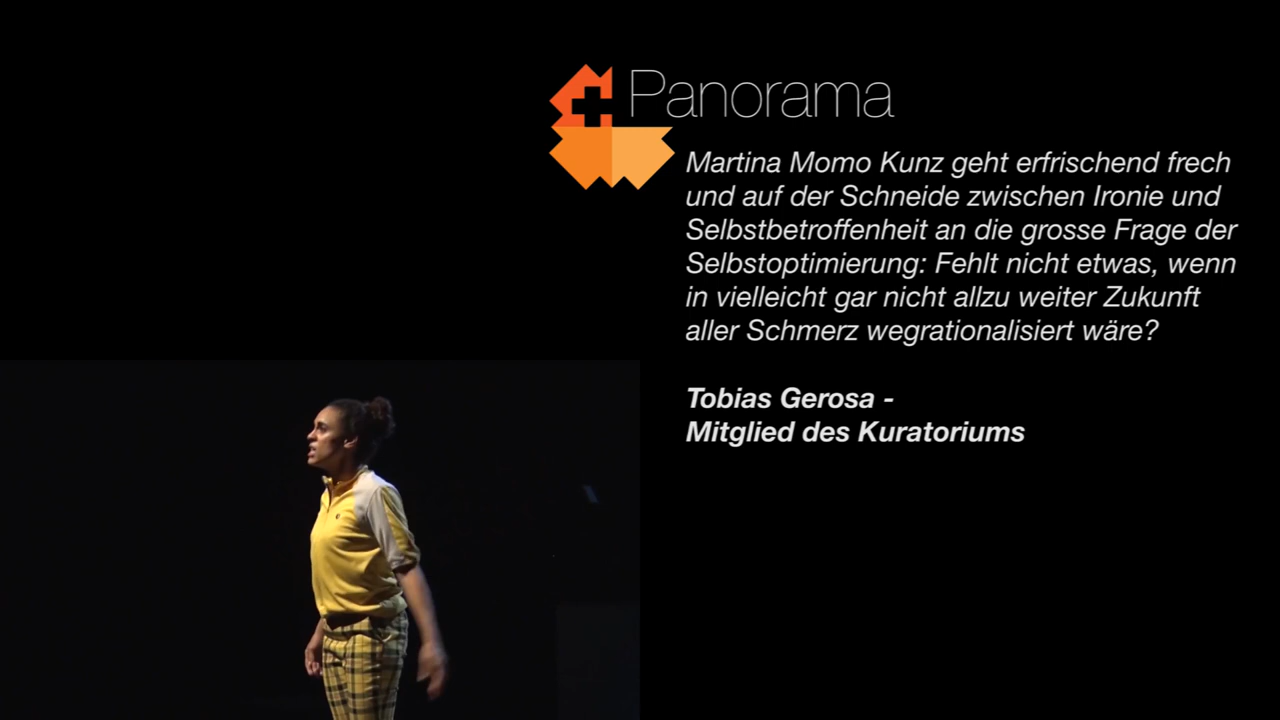 Panorama
Martina Momo Kunz geht erfrischend frech
und auf der Schneide zwischen Ironie und
Selbstbetroffenheit an die grosse Frage der
Selbstoptimierung: Fehlt nicht etwas, wenn
in vielleicht gar nicht allzu weiter Zukunft
aller Schmerz wegrationalisiert wäre?
Tobias Gerosa -
Mitglied des Kuratoriums